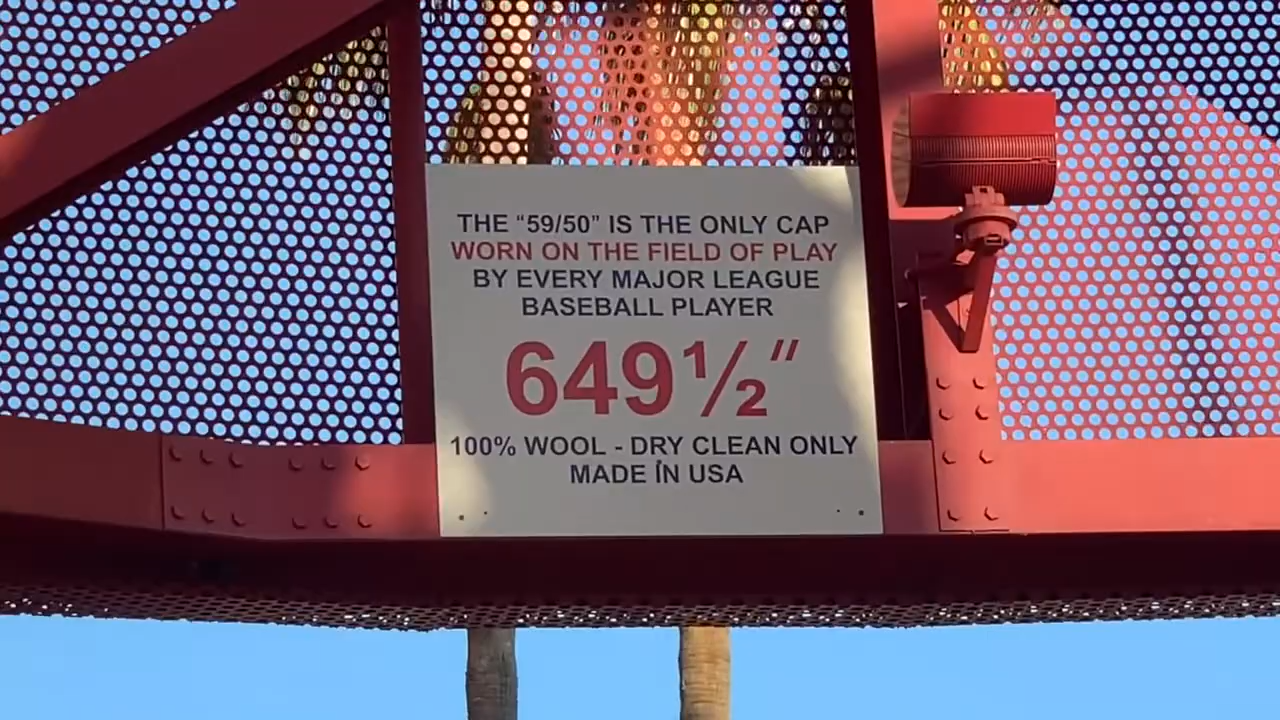 THE “59/50” IS THE ONLY CAP
WORN ON THE FIELD OF PLAY
BY EVERY MAJOR LEAGUE
BASEBALL PLAYER
649½″
100% WOOL - DRY CLEAN ONLY
MADE IN USA